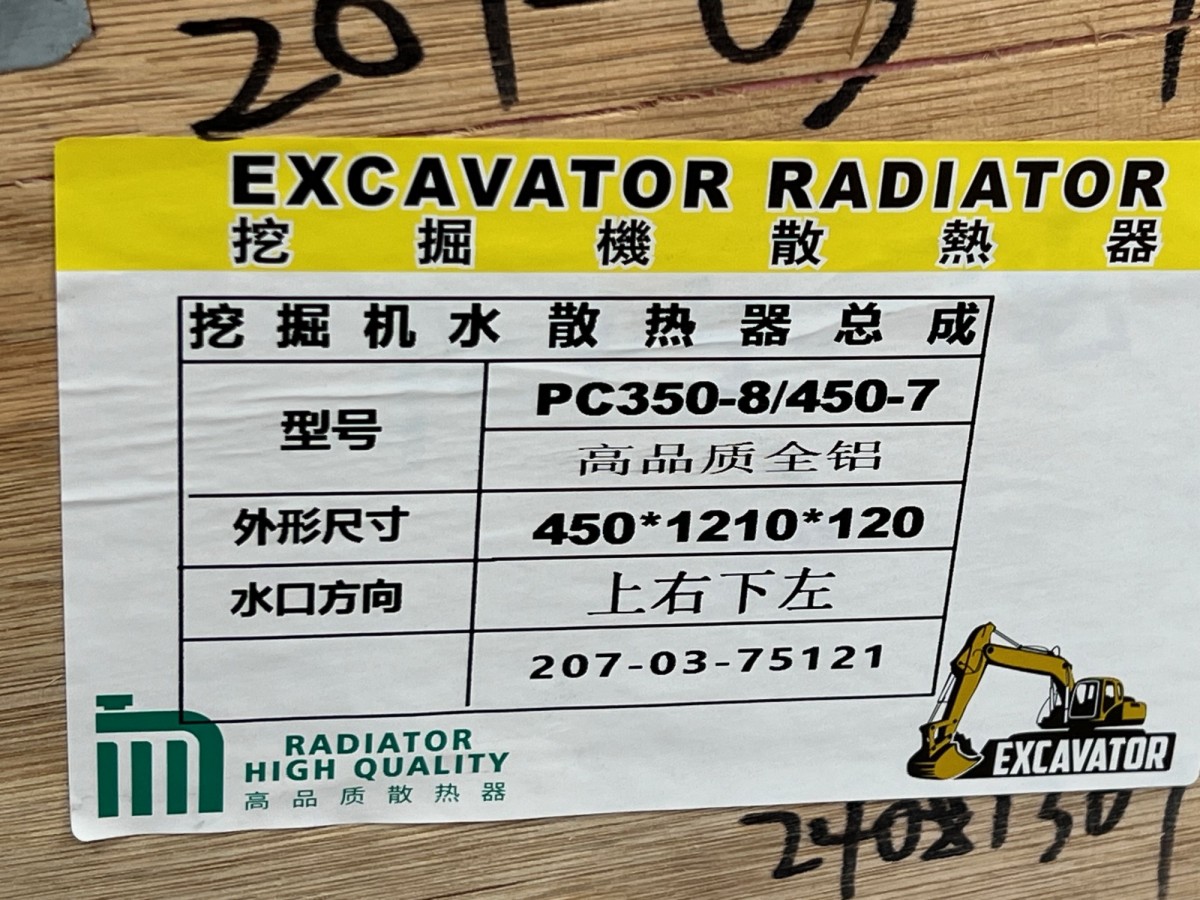 207-03-
EXCAVATOR RADIATOR
挖掘機散熱器
挖掘机水散热器总成
型号
PC350-8/450-7
高品质全铝
外形尺寸 450*1210*120
水口方向 上右下左
207-03-75121
RADIATOR
HIGH QUALITY
高品质散热器
EXCAVATOR